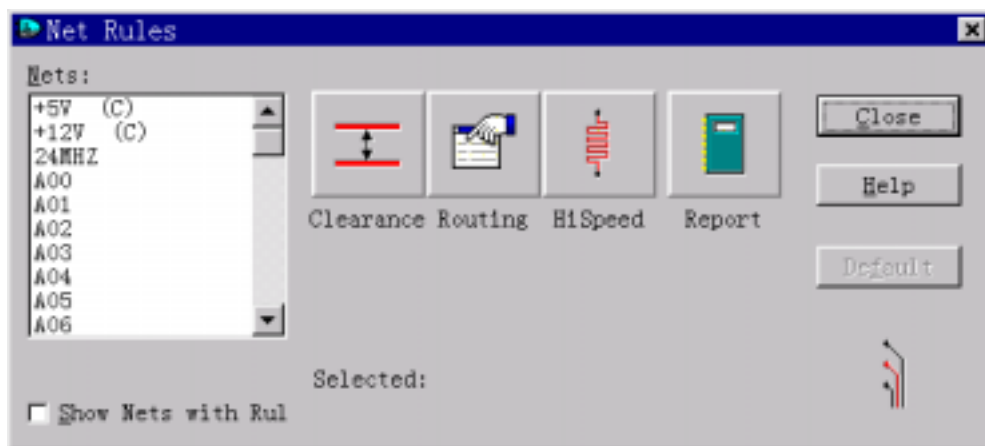 Net Rules
Nets:
+5V (C)
+12V (C)
24MHZ
A00
A01
A02
A03
A04
A05
A06
Clearance
Routing
HiSpeed
Report
Close
Help
Default
Selected:
Show Nets with Rul